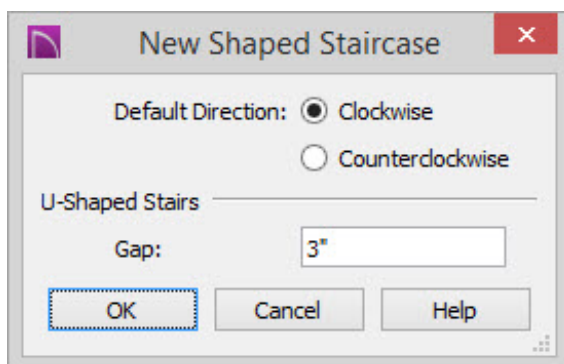 New Shaped Staircase
Default Direction: Clockwise
Counterclockwise
U-Shaped Stairs
Gap: 3"
OK Cancel Help